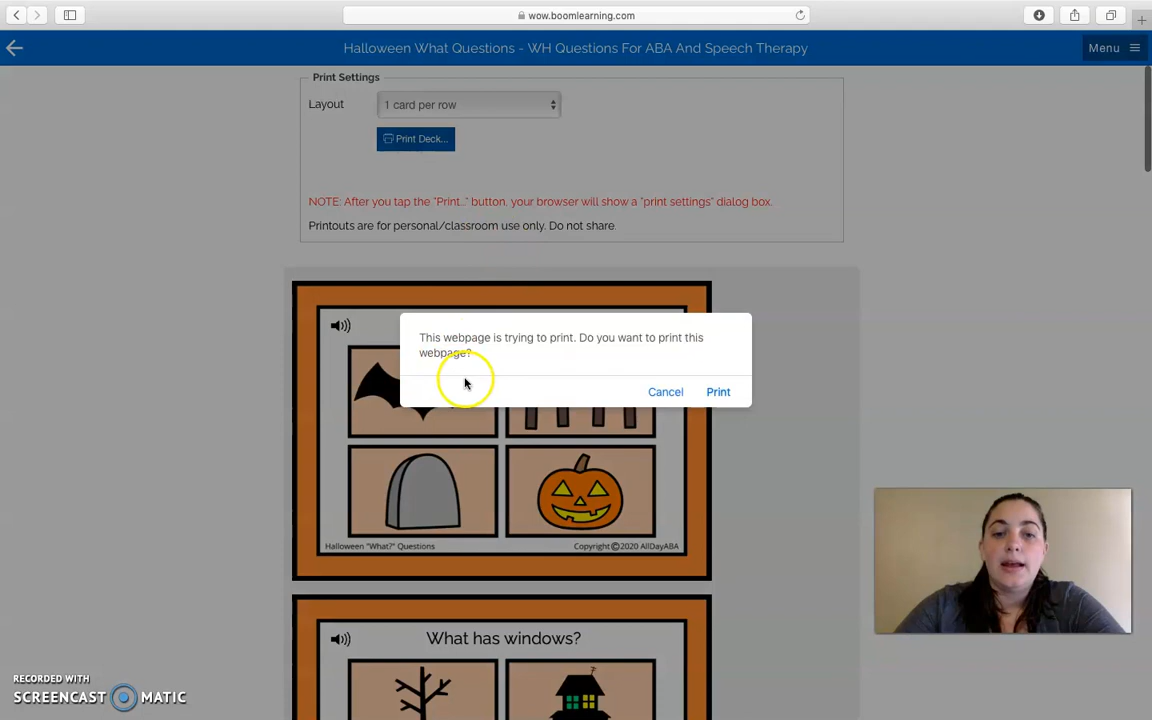 wow.boomlearning.com
Halloween What Questions - WH Questions For ABA And Speech Therapy
Menu
Print Settings
Layout
1 card per row
Print Deck...
NOTE: After you tap the "Print..." button, your browser will show a "print settings" dialog box.
Printouts are for personal/classroom use only. Do not share.
This webpage is trying to print. Do you want to print this
webpage?
Cancel
Print
Halloween "What?" Questions
Copyright©2020 AllDayABA
What has windows?
RECORDED WITH
SCREENCAST MATIC